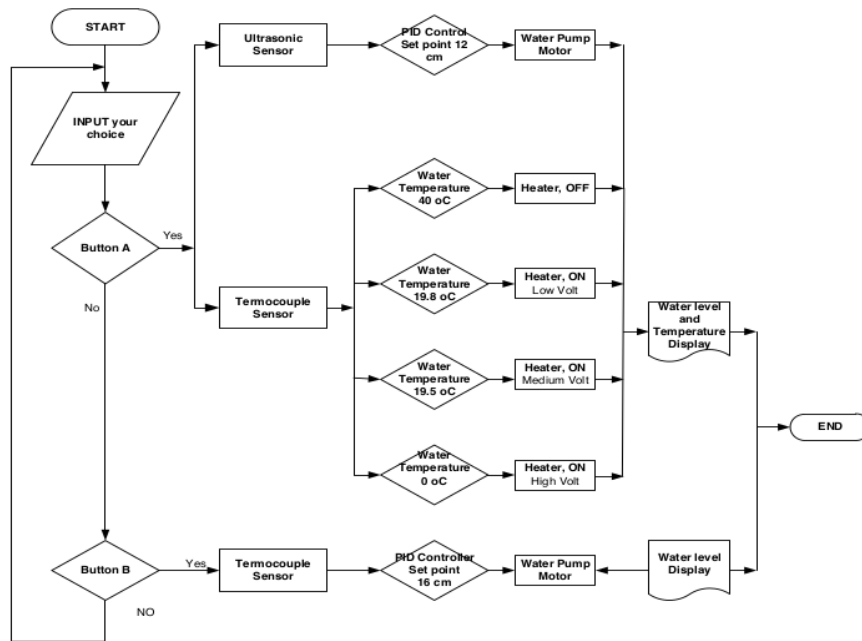 START
INPUT your
choice
Button A
Yes
No
Ultrasonic
Sensor
PID Control
Set point 12
cm
Water Pump
Motor
Termocouple
Sensor
Water
Temperature
40 oC
Heater, OFF
Water
Temperature
19.8 oC
Heater, ON
Low Volt
Water
Temperature
19.5 oC
Heater, ON
Medium Volt
Water
Temperature
0 oC
Heater, ON
High Volt
Water level
and
Temperature
Display
END
Button B
Yes
NO
Termocouple
Sensor
PID Controller
Set point
16 cm
Water Pump
Motor
Water level
Display